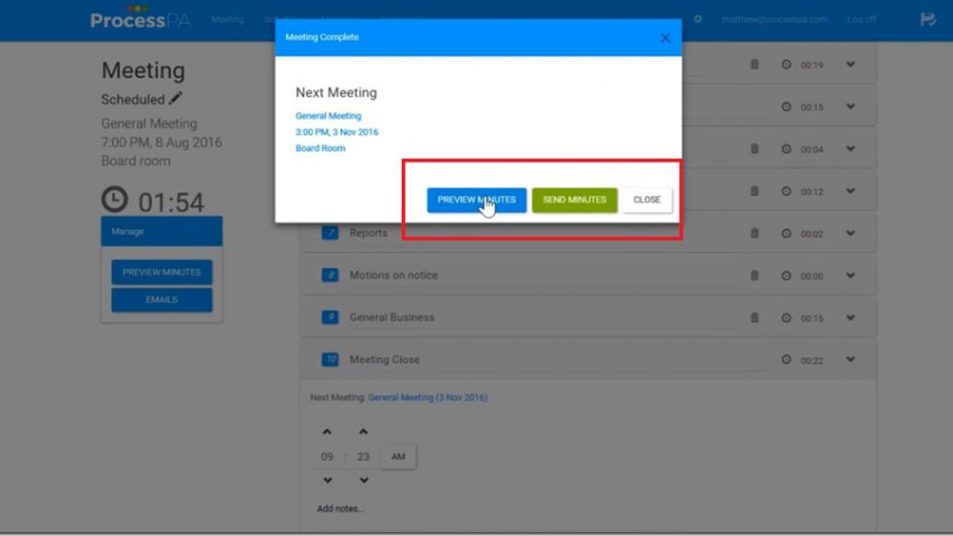 ProcessPA
Meeting
matthew@processpa.com
Log off
Meeting
Scheduled
General Meeting
7:00 PM, 8 Aug 2016
Board room
01:54
Manage
PREVIEW MINUTES
EMAILS
Meeting Complete
Next Meeting
General Meeting
3:00 PM, 3 Nov 2016
Board Room
PREVIEW MINUTES
SEND MINUTES
CLOSE
00:19
00:15
00:04
00:12
7 Reports 00:02
8 Motions on notice 00:00
9 General Business 00:15
10 Meeting Close 00:22
Next Meeting: General Meeting (3 Nov 2016)
09 : 23 AM
Add notes...